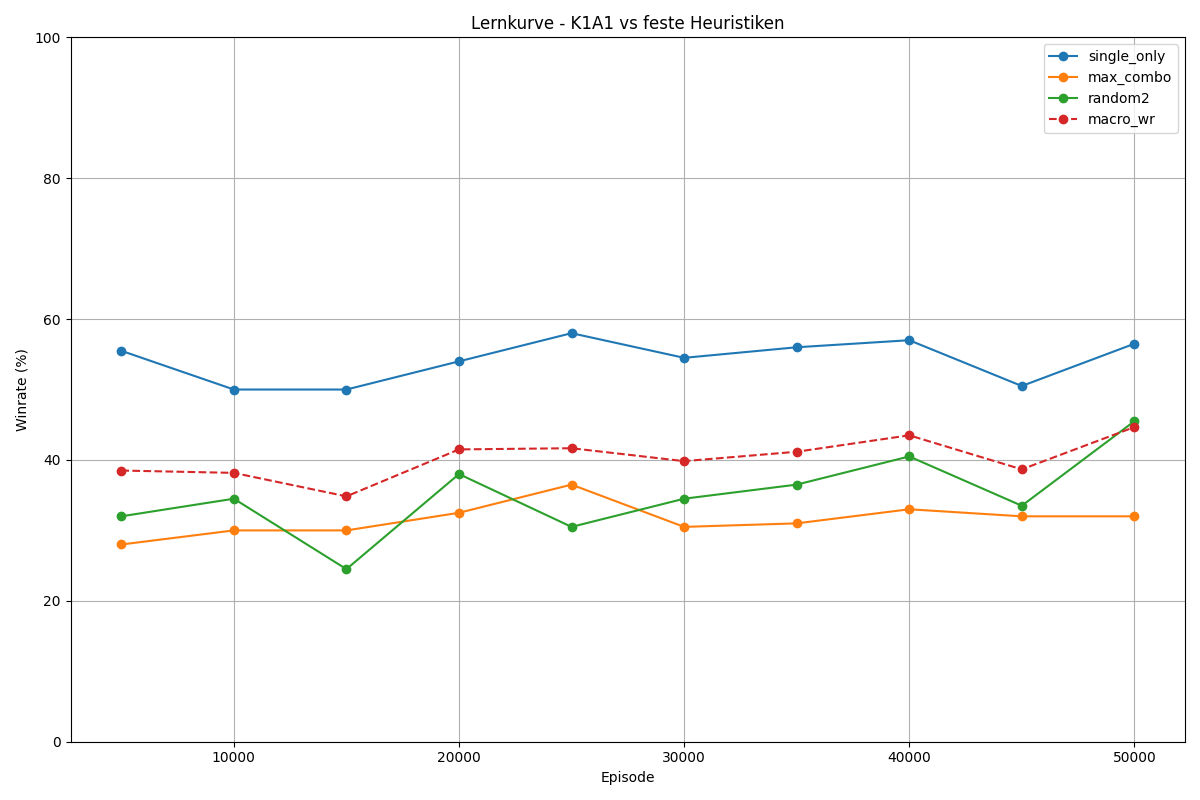 Lernkurve - K1A1 vs feste Heuristiken
single_only
max_combo
random2
macro_wr
Winrate (%)
100
80
60
40
20
0
10000
20000
30000
40000
50000
Episode